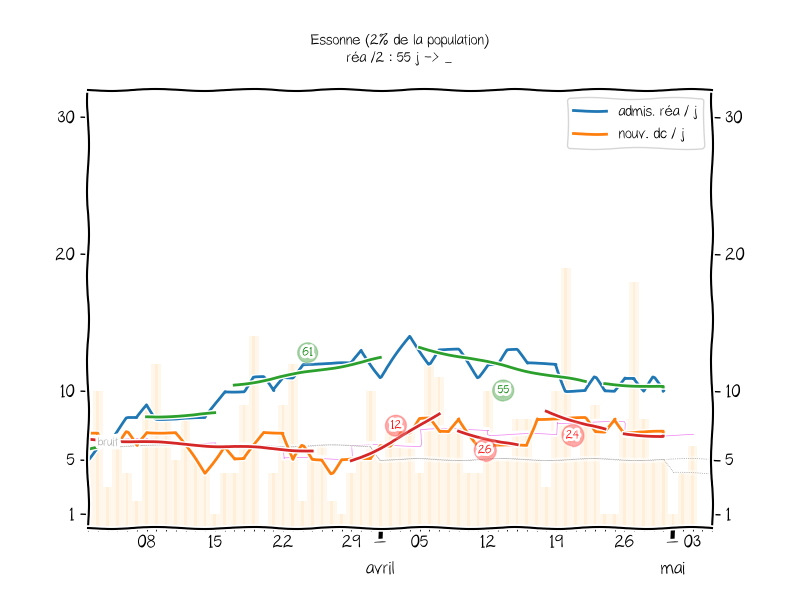 Essonne (2% de la population)
réa /2 : 55 j -> _
admis. réa / j
nouv. dc / j
30
30
20
20
61
55
10
10
12
24
26
bruit
5
5
1
1
08 15 22 29 05 12 19 26 03
avril mai